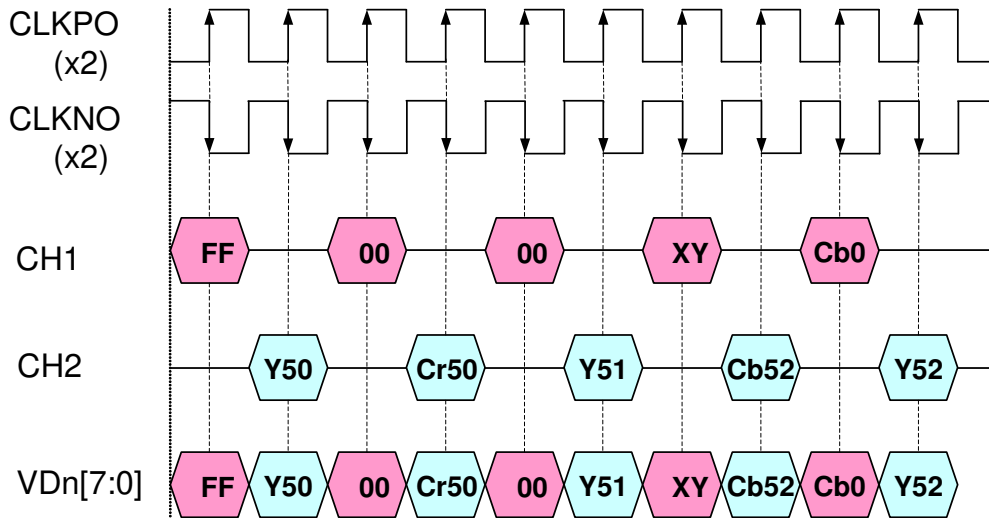 CLKPO
(x2)
CLKNO
(x2)
CH1 FF 00 00 XY Cb0
CH2 Y50 Cr50 Y51 Cb52 Y52
VDn[7:0] FF Y50 00 Cr50 00 Y51 XY Cb52 Cb0 Y52